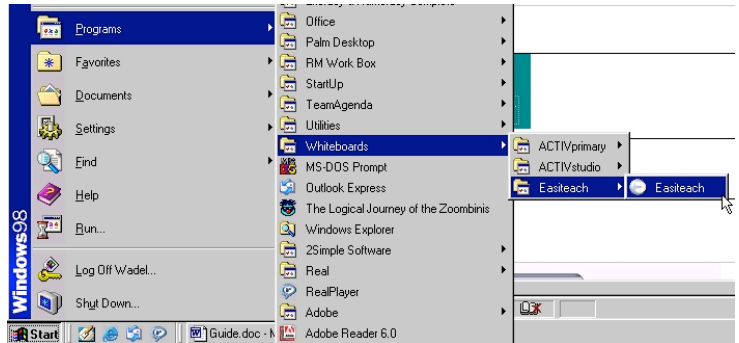 Programs
Favorites
Documents
Settings
Find
Help
Run...
Log Off Wadel...
Shut Down...
Windows98
Start
Guide.doc - M
Office
Palm Desktop
RM Work Box
StartUp
TeamAgenda
Utilities
Whiteboards
MS-DOS Prompt
Outlook Express
The Logical Journey of the Zoombinis
Windows Explorer
2Simple Software
Real
RealPlayer
Adobe
Adobe Reader 6.0
ACTIVprimary
ACTIVstudio
Easiteach
Easiteach